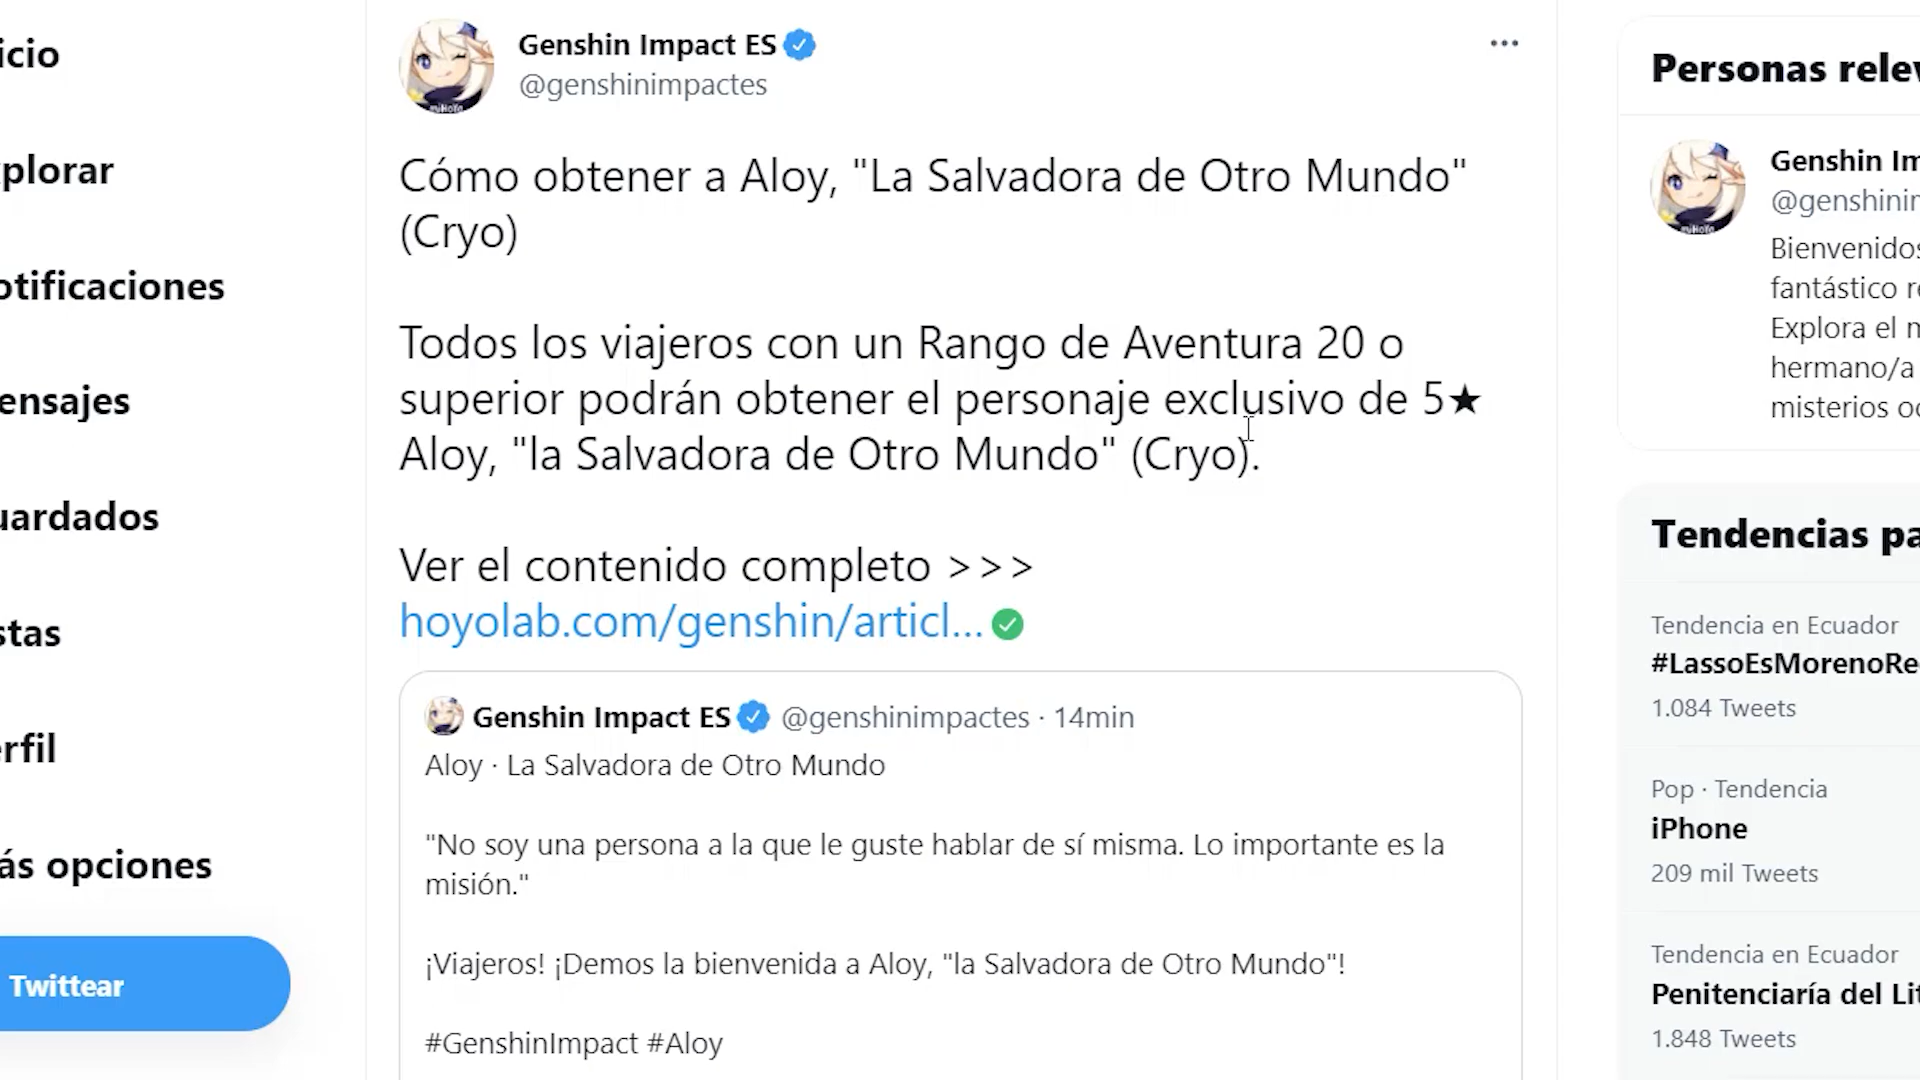 icio
plorar
otificaciones
ensajes
uardados
stas
erfil
ás opciones
Twittear
Genshin Impact ES
@genshinimpactes
Cómo obtener a Aloy, "La Salvadora de Otro Mundo"
(Cryo)
Todos los viajeros con un Rango de Aventura 20 o
superior podrán obtener el personaje exclusivo de 5★
Aloy, "la Salvadora de Otro Mundo" (Cryo).
Ver el contenido completo >>>
hoyolab.com/genshin/articl...
Genshin Impact ES @genshinimpactes · 14min
Aloy · La Salvadora de Otro Mundo
"No soy una persona a la que le guste hablar de sí misma. Lo importante es la
misión."
¡Viajeros! ¡Demos la bienvenida a Aloy, "la Salvadora de Otro Mundo"!
#GenshinImpact #Aloy
Personas relev
Genshin Im
@genshinin
Bienvenidos
fantástico re
Explora el m
hermano/a
misterios oc
Tendencias pa
Tendencia en Ecuador
#LassoEsMorenoRe
1.084 Tweets
Pop · Tendencia
iPhone
209 mil Tweets
Tendencia en Ecuador
Penitenciaría del Lit
1.848 Tweets